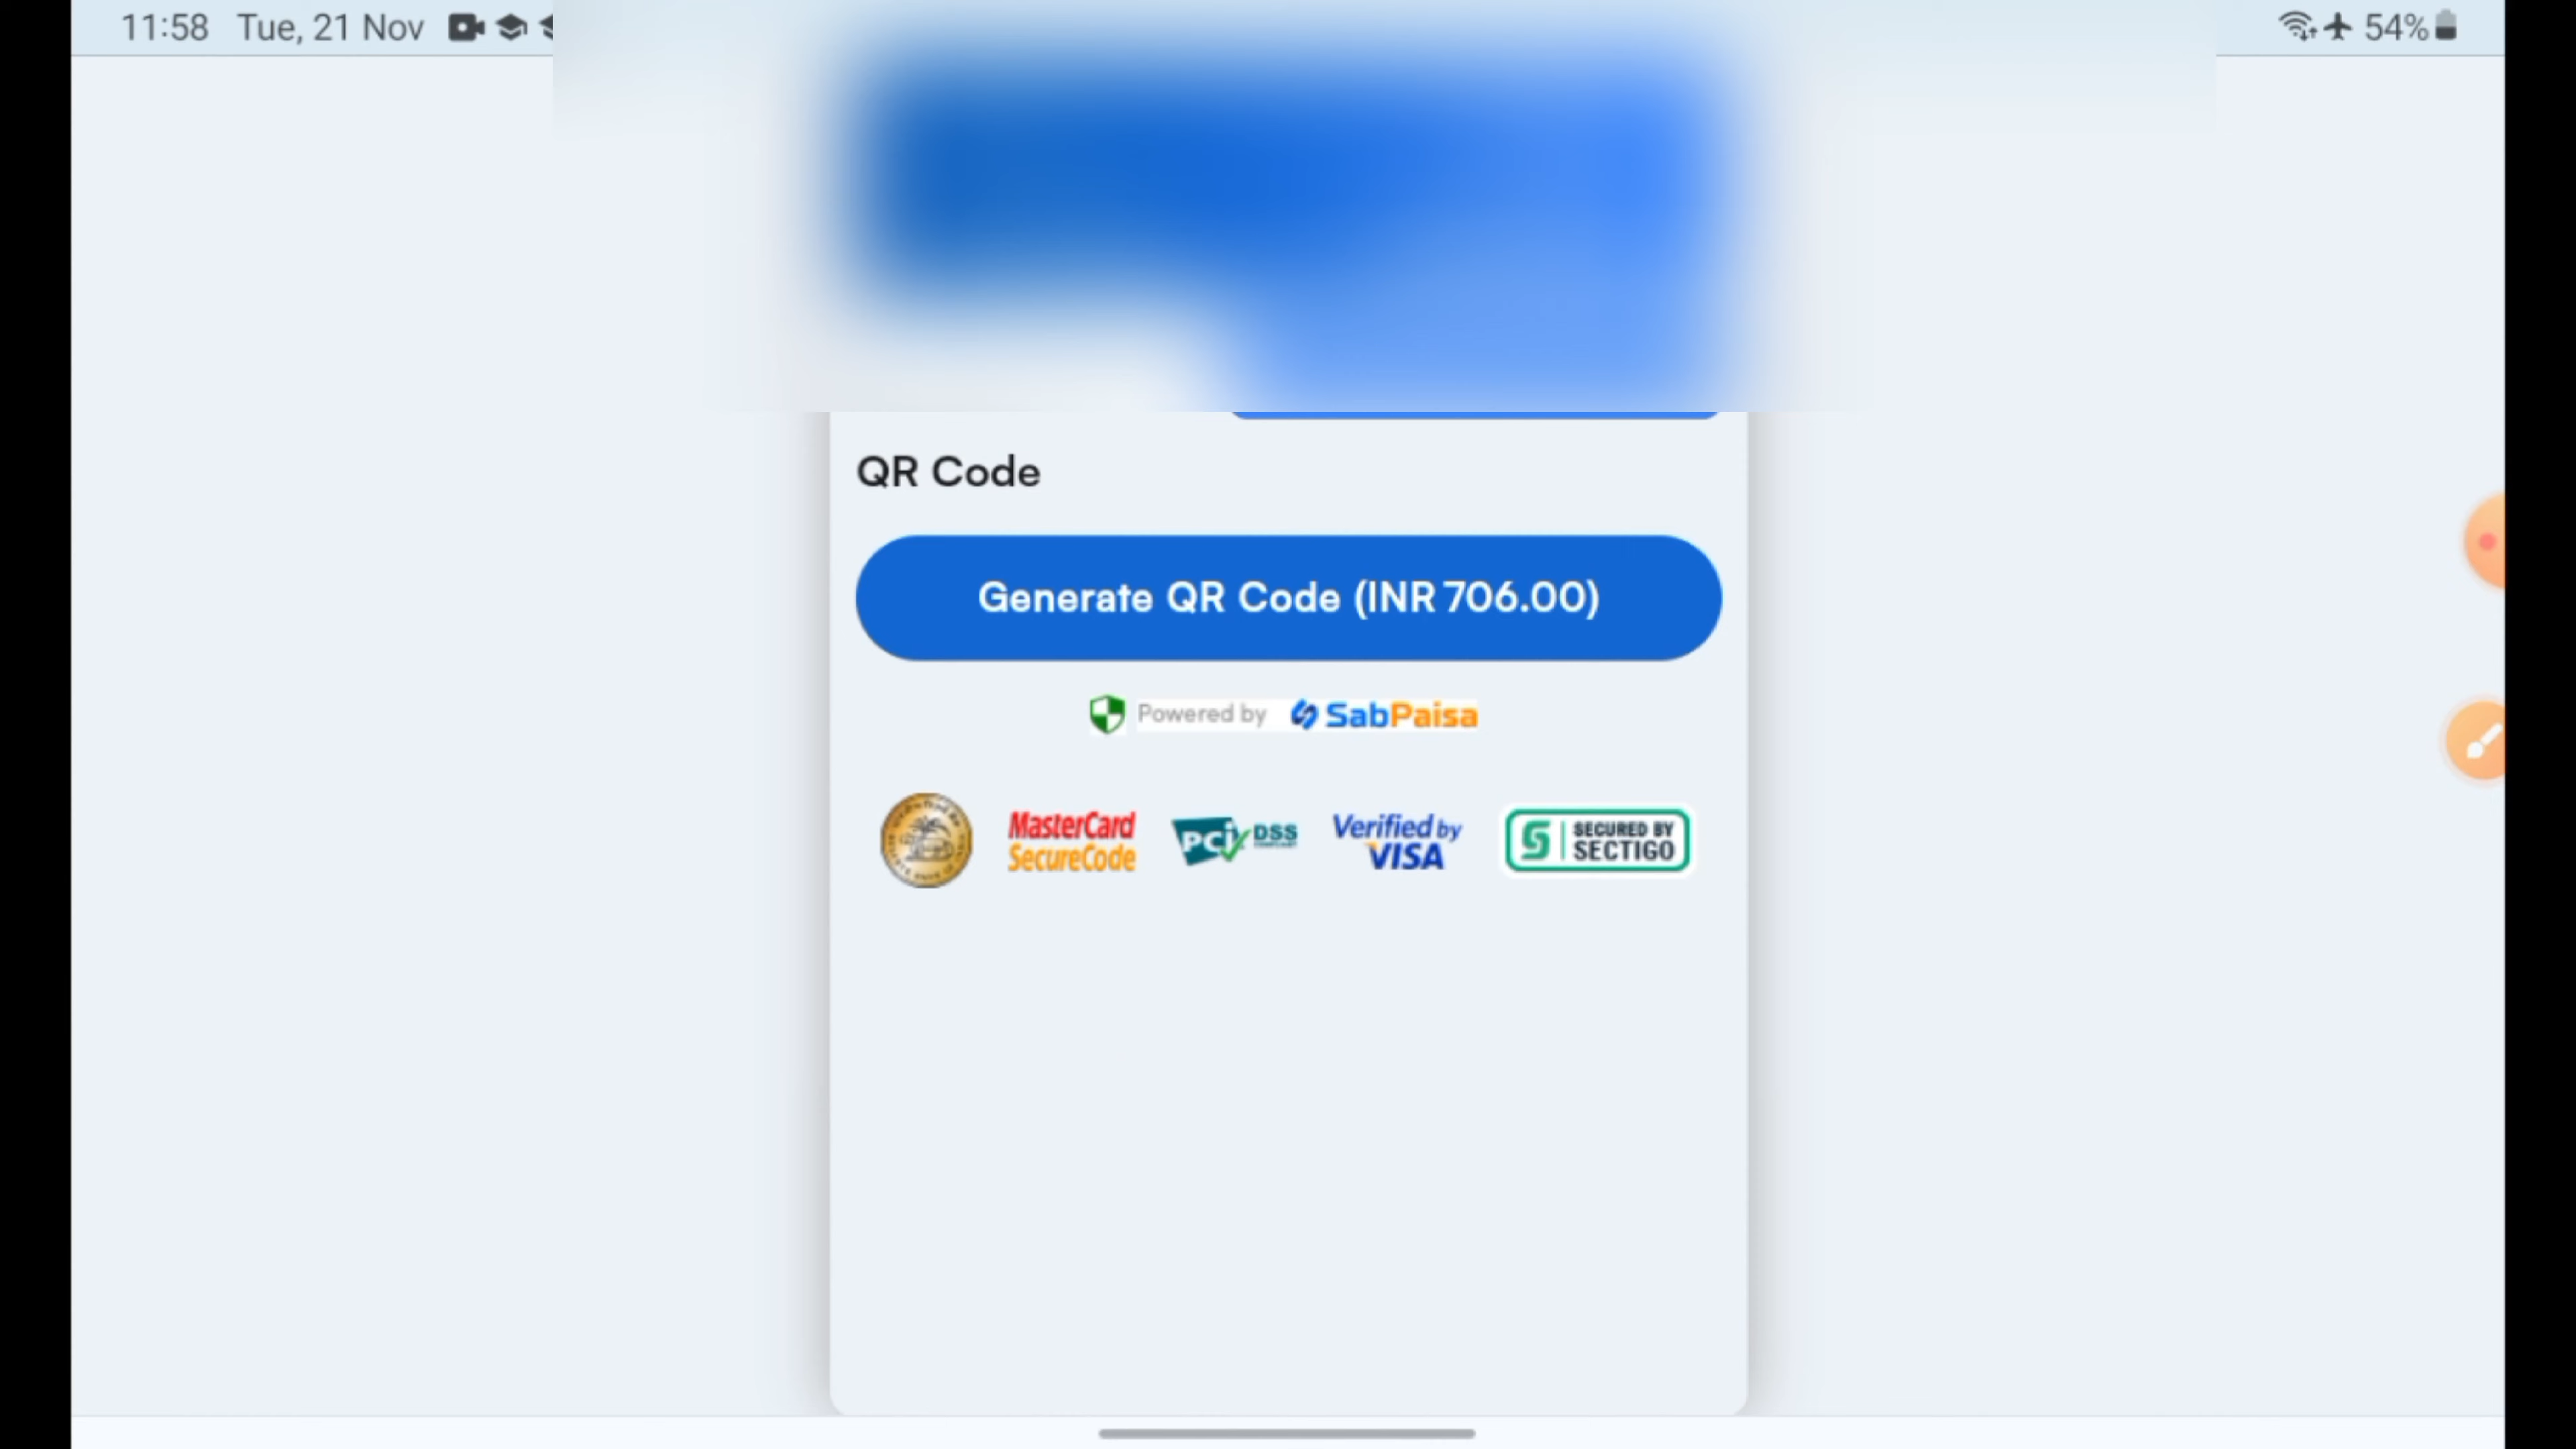 11:58 Tue, 21 Nov 54%
QR Code
Generate QR Code (INR 706.00)
Powered by SabPaisa
MasterCard
SecureCode
PCi DSS
Verified by
VISA
SECURED BY
SECTIGO